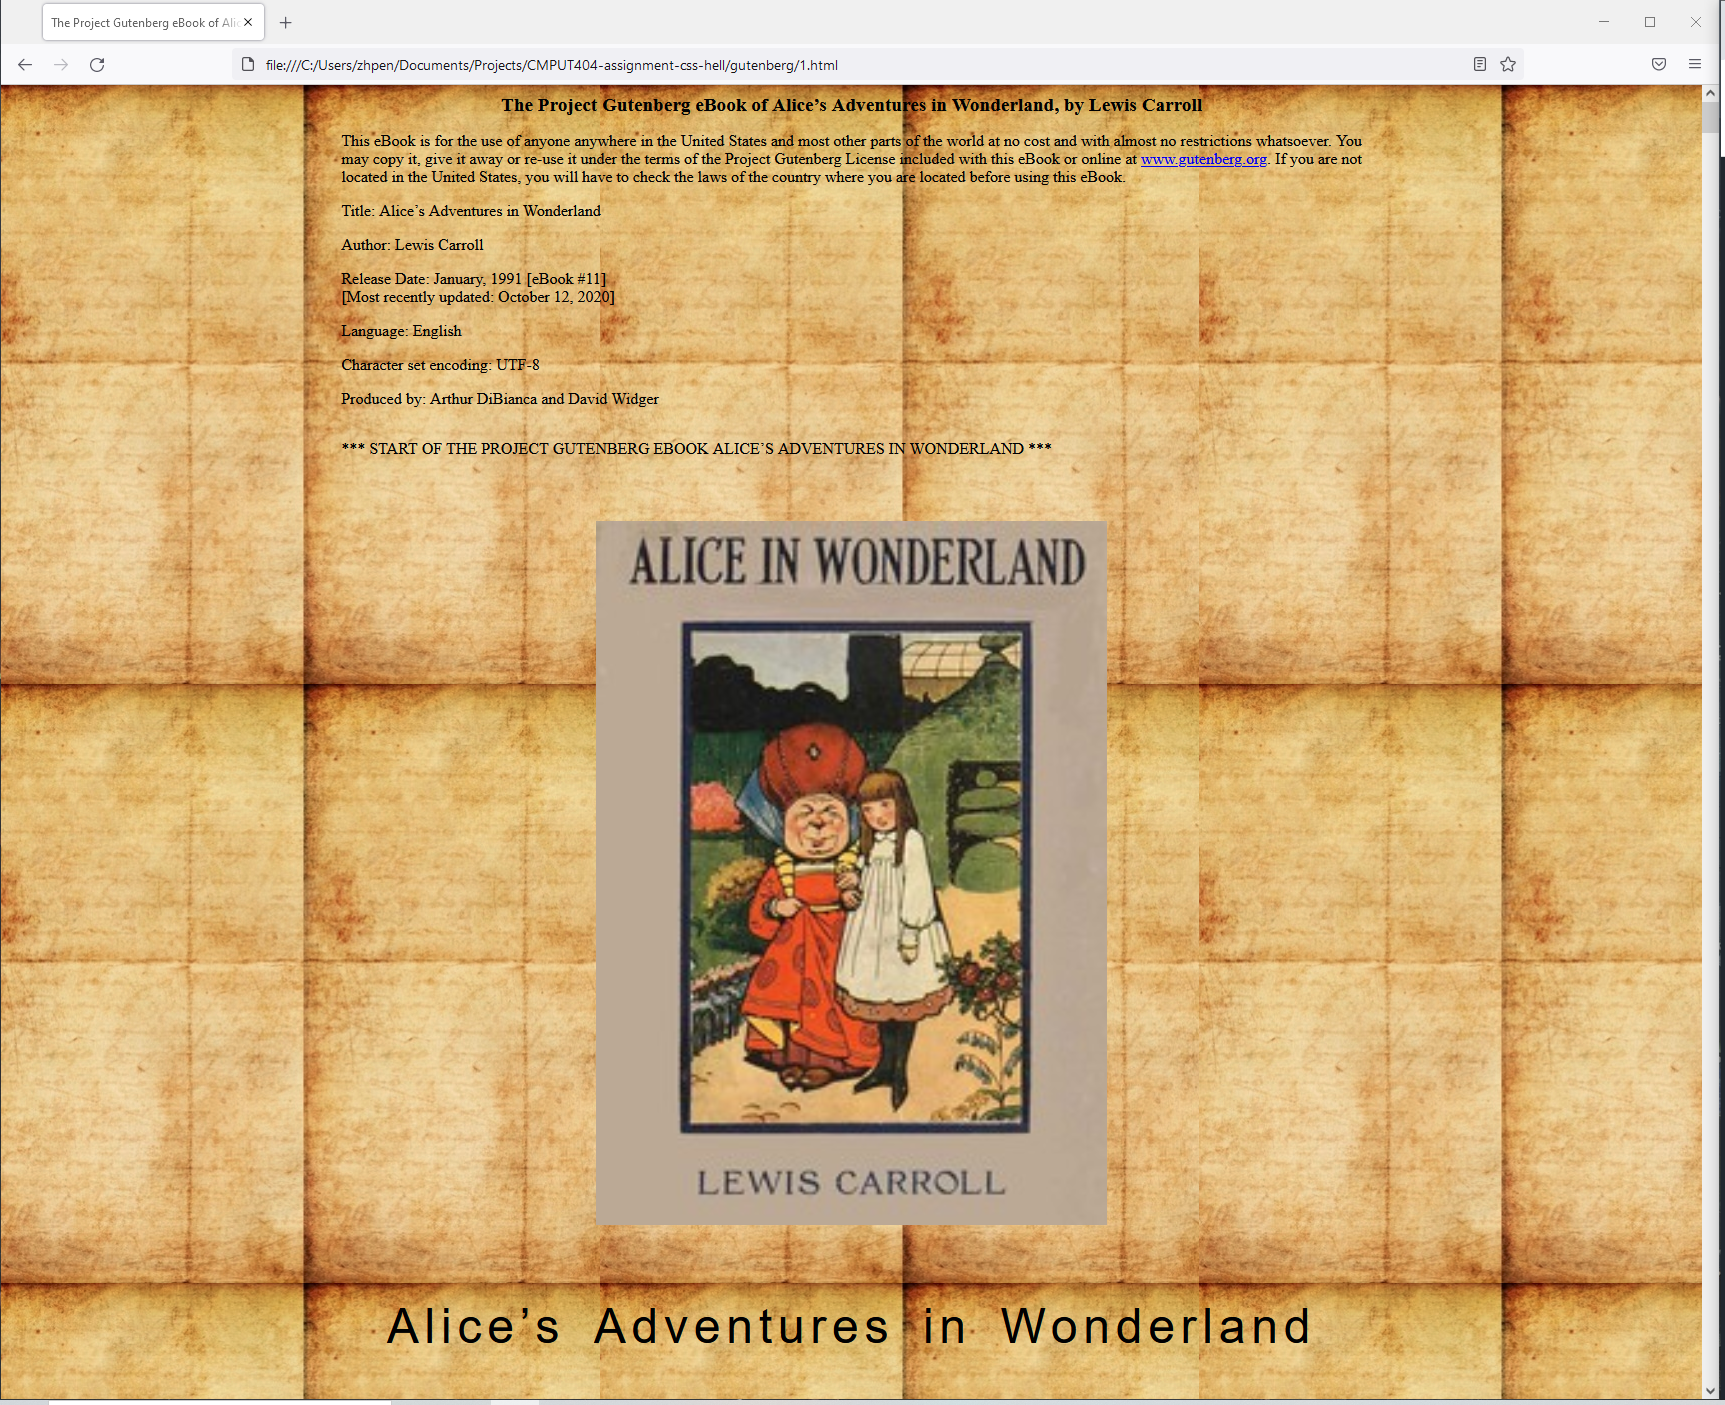 The Project Gutenberg eBook of Ali
file:///C:/Users/zhpen/Documents/Projects/CMPUT404-assignment-css-hell/gutenberg/1.html
The Project Gutenberg eBook of Alice’s Adventures in Wonderland, by Lewis Carroll
This eBook is for the use of anyone anywhere in the United States and most other parts of the world at no cost and with almost no restrictions whatsoever. You
may copy it, give it away or re-use it under the terms of the Project Gutenberg License included with this eBook or online at www.gutenberg.org. If you are not
located in the United States, you will have to check the laws of the country where you are located before using this eBook.
Title: Alice’s Adventures in Wonderland
Author: Lewis Carroll
Release Date: January, 1991 [eBook #11]
[Most recently updated: October 12, 2020]
Language: English
Character set encoding: UTF-8
Produced by: Arthur DiBianca and David Widger
*** START OF THE PROJECT GUTENBERG EBOOK ALICE’S ADVENTURES IN WONDERLAND ***
ALICE IN WONDERLAND
LEWIS CARROLL
Alice’s Adventures in Wonderland